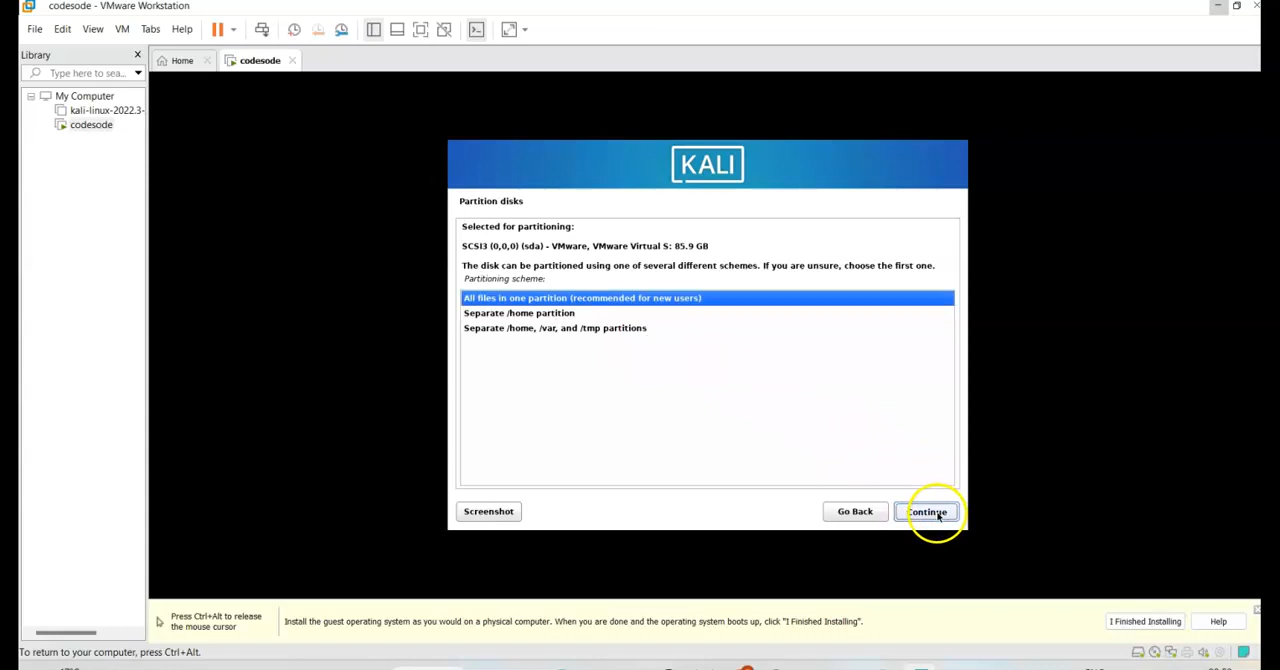 codesode - VMware Workstation
File Edit View VM Tabs Help
Library
Type here to sea...
Home
codesode
My Computer
kali-linux-2022.3-
codesode
KALI
Partition disks
Selected for partitioning:
SCSI3 (0,0,0) (sda) - VMware, VMware Virtual S: 85.9 GB
The disk can be partitioned using one of several different schemes. If you are unsure, choose the first one.
Partitioning scheme:
All files in one partition (recommended for new users)
Separate /home partition
Separate /home, /var, and /tmp partitions
Screenshot Go Back Continue
Press Ctrl+Alt to release
the mouse cursor
Install the guest operating system as you would on a physical computer. When you are done and the operating system boots up, click "I Finished Installing".
I Finished Installing Help
To return to your computer, press Ctrl+Alt.